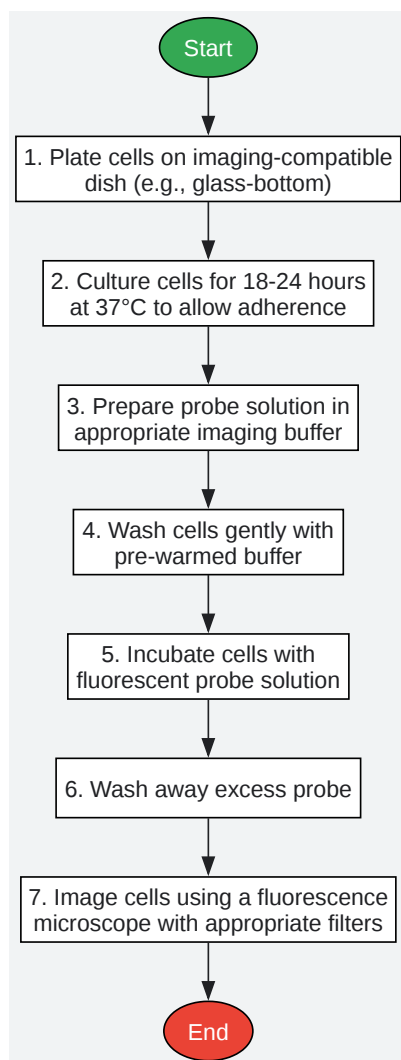 Start
1. Plate cells on imaging-compatible
dish (e.g., glass-bottom)
2. Culture cells for 18-24 hours
at 37°C to allow adherence
3. Prepare probe solution in
appropriate imaging buffer
4. Wash cells gently with
pre-warmed buffer
5. Incubate cells with
fluorescent probe solution
6. Wash away excess probe
7. Image cells using a fluorescence
microscope with appropriate filters
End